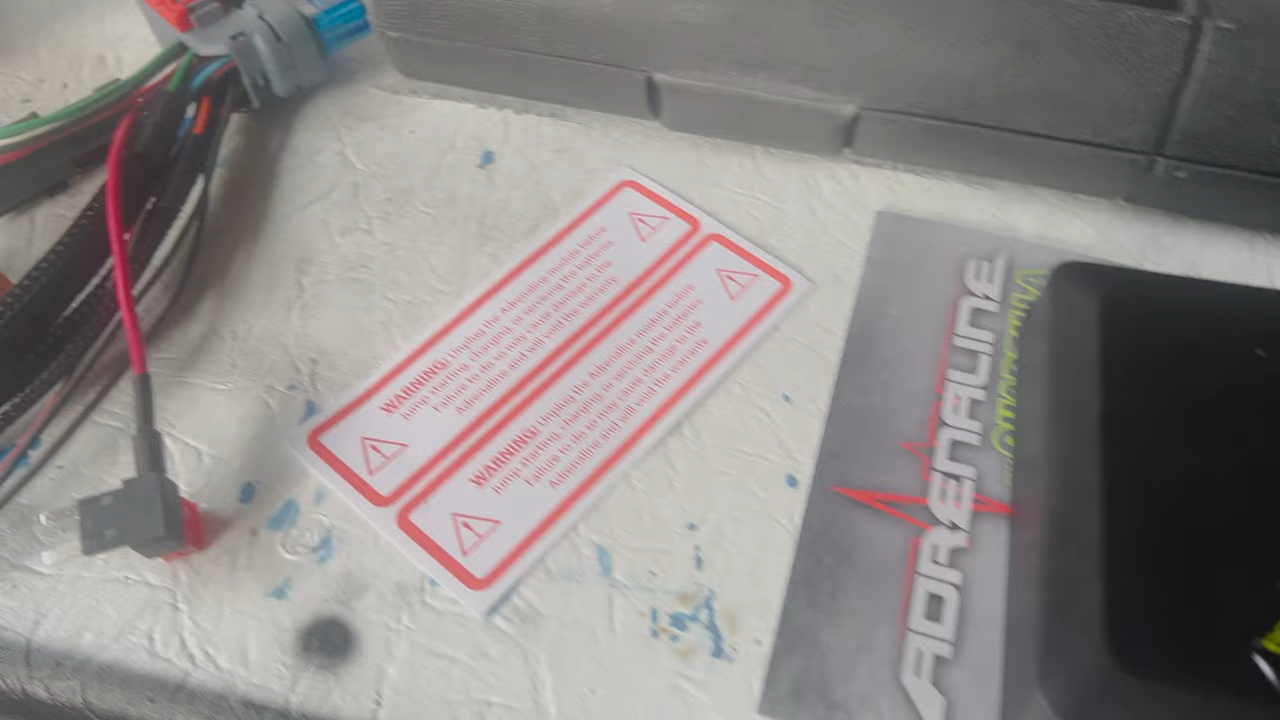 WARNING! Unplug the Adrenaline module before
jump starting, charging, or servicing the batteries.
Failure to do so may cause damage to the
Adrenaline and will void the warranty.
WARNING! Unplug the Adrenaline module before
jump starting, charging, or servicing the batteries.
Failure to do so may cause damage to the
Adrenaline and will void the warranty
ADRENALINE